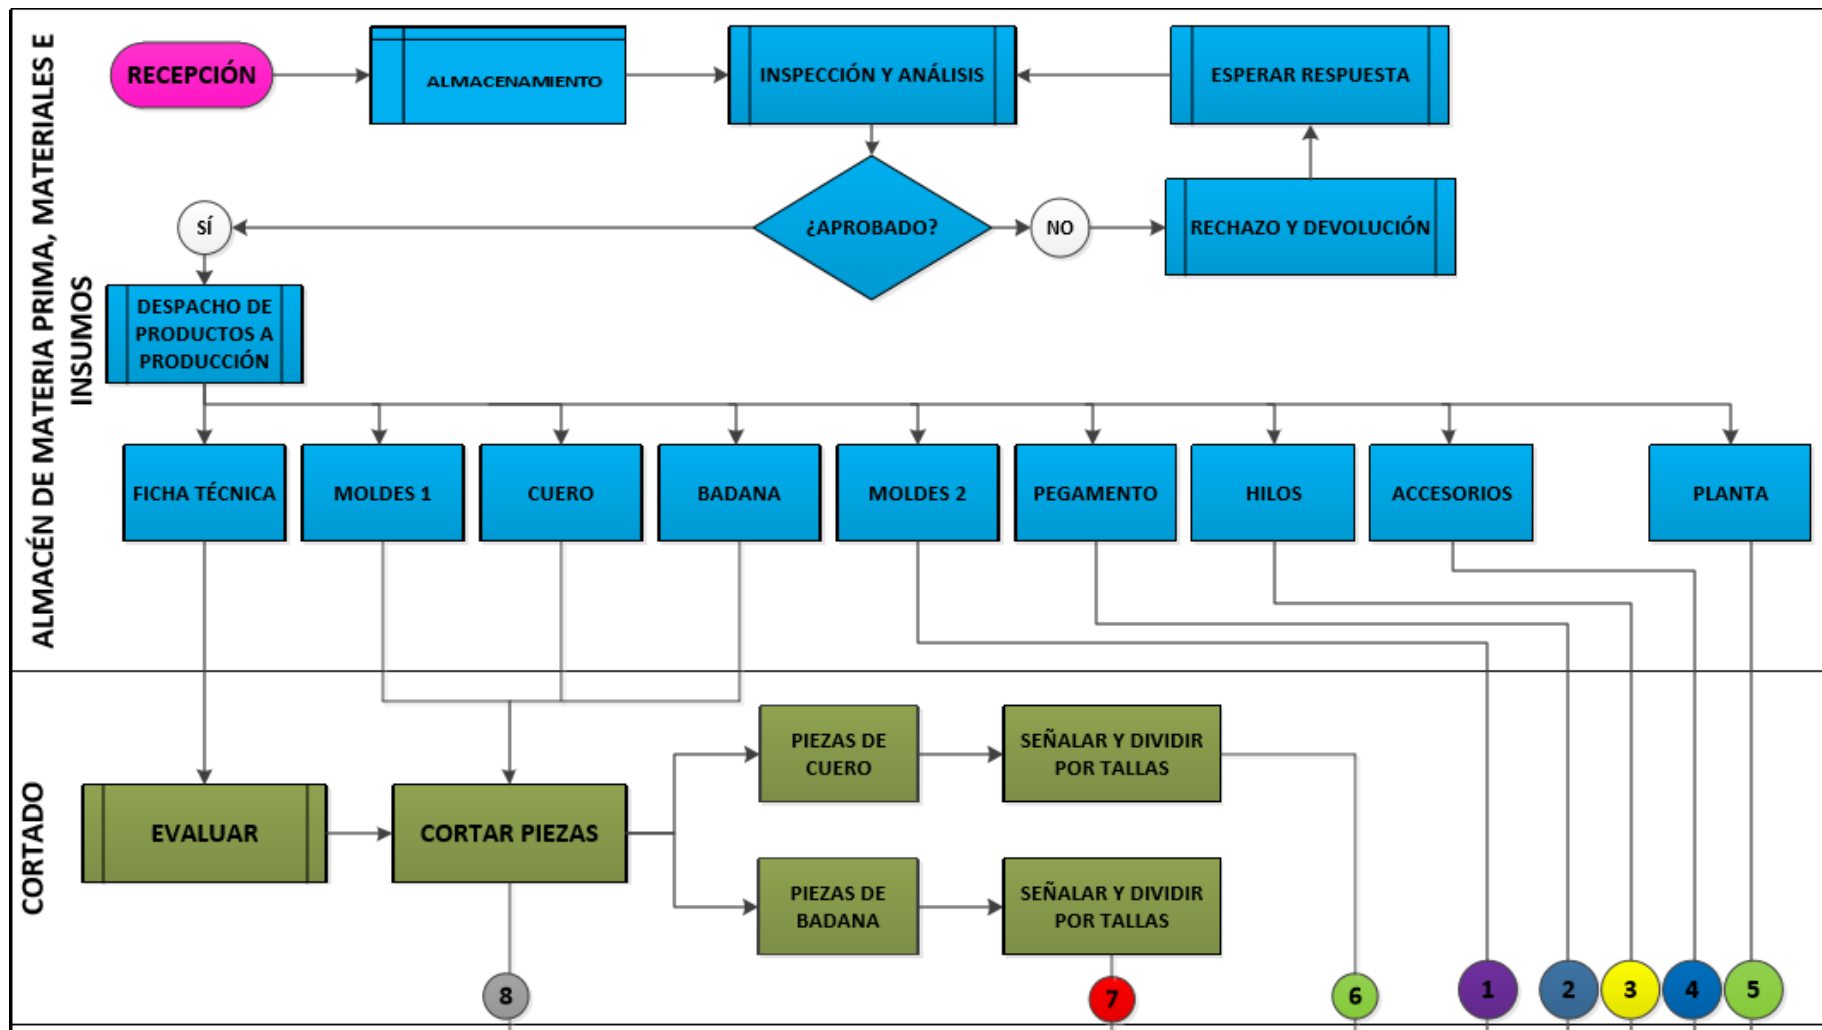 ALMACÉN DE MATERIA PRIMA, MATERIALES E
INSUMOS
RECEPCIÓN
ALMACENAMIENTO
INSPECCIÓN Y ANÁLISIS
ESPERAR RESPUESTA
SÍ
¿APROBADO?
NO
RECHAZO Y DEVOLUCIÓN
DESPACHO DE
PRODUCTOS A
PRODUCCIÓN
FICHA TÉCNICA
MOLDES 1
CUERO
BADANA
MOLDES 2
PEGAMENTO
HILOS
ACCESORIOS
PLANTA
CORTADO
EVALUAR
CORTAR PIEZAS
PIEZAS DE
CUERO
SEÑALAR Y DIVIDIR
POR TALLAS
PIEZAS DE
BADANA
SEÑALAR Y DIVIDIR
POR TALLAS
8
7
6
1
2
3
4
5